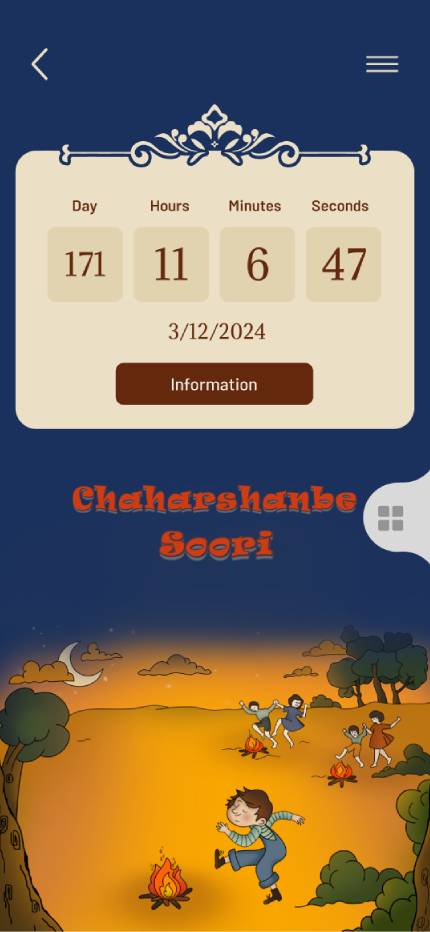 Day Hours Minutes Seconds
171 11 6 47
3/12/2024
Information
Chaharshanbe
Soori